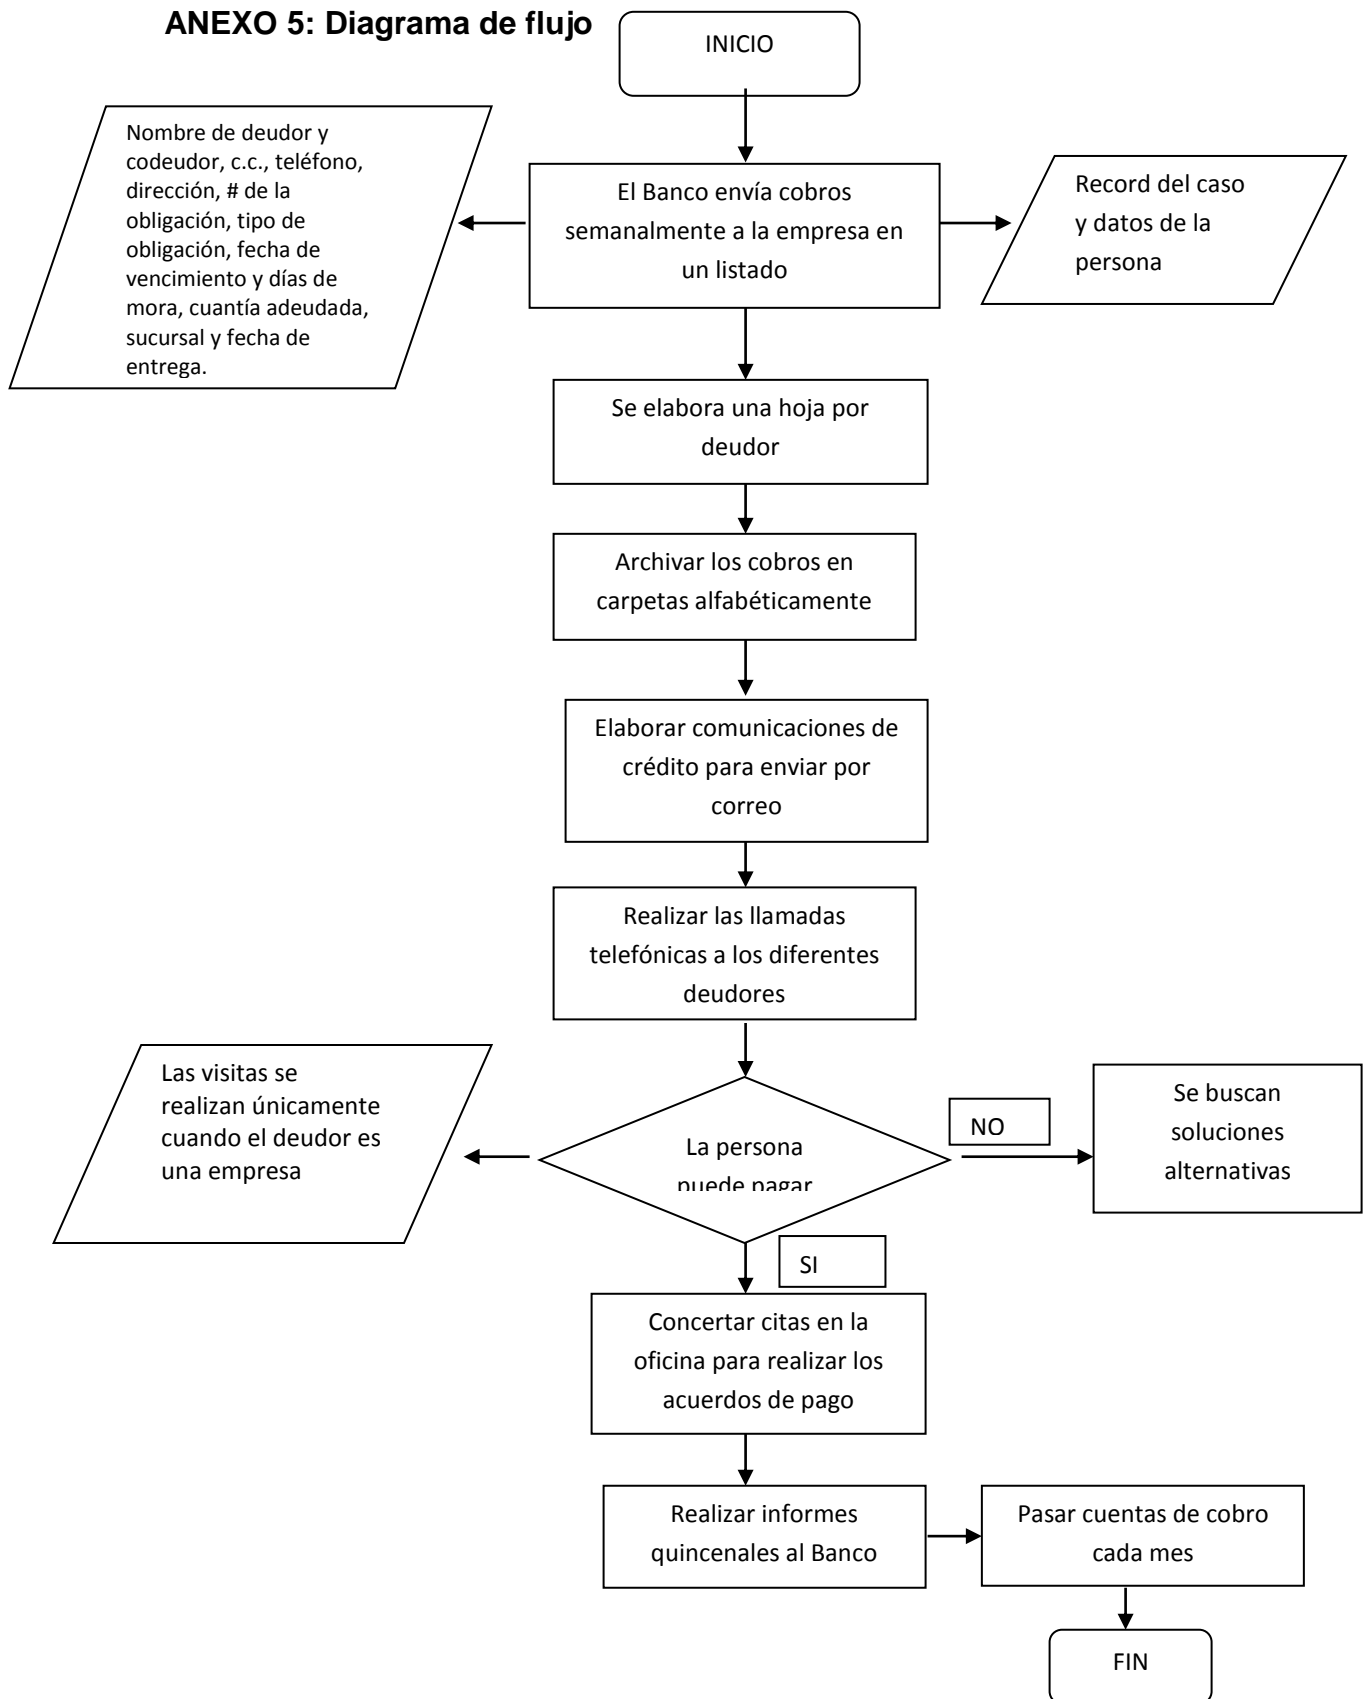 ANEXO 5: Diagrama de flujo
INICIO
Nombre de deudor y
codeudor, c.c., teléfono,
dirección, # de la
obligación, tipo de
obligación, fecha de
vencimiento y días de
mora, cuantía adeudada,
sucursal y fecha de
entrega.
El Banco envía cobros
semanalmente a la empresa en
un listado
Record del caso
y datos de la
persona
Se elabora una hoja por
deudor
Archivar los cobros en
carpetas alfabéticamente
Elaborar comunicaciones de
crédito para enviar por
correo
Realizar las llamadas
telefónicas a los diferentes
deudores
Las visitas se
realizan únicamente
cuando el deudor es
una empresa
La persona
puede pagar
NO
Se buscan
soluciones
alternativas
SI
Concertar citas en la
oficina para realizar los
acuerdos de pago
Realizar informes
quincenales al Banco
Pasar cuentas de cobro
cada mes
FIN